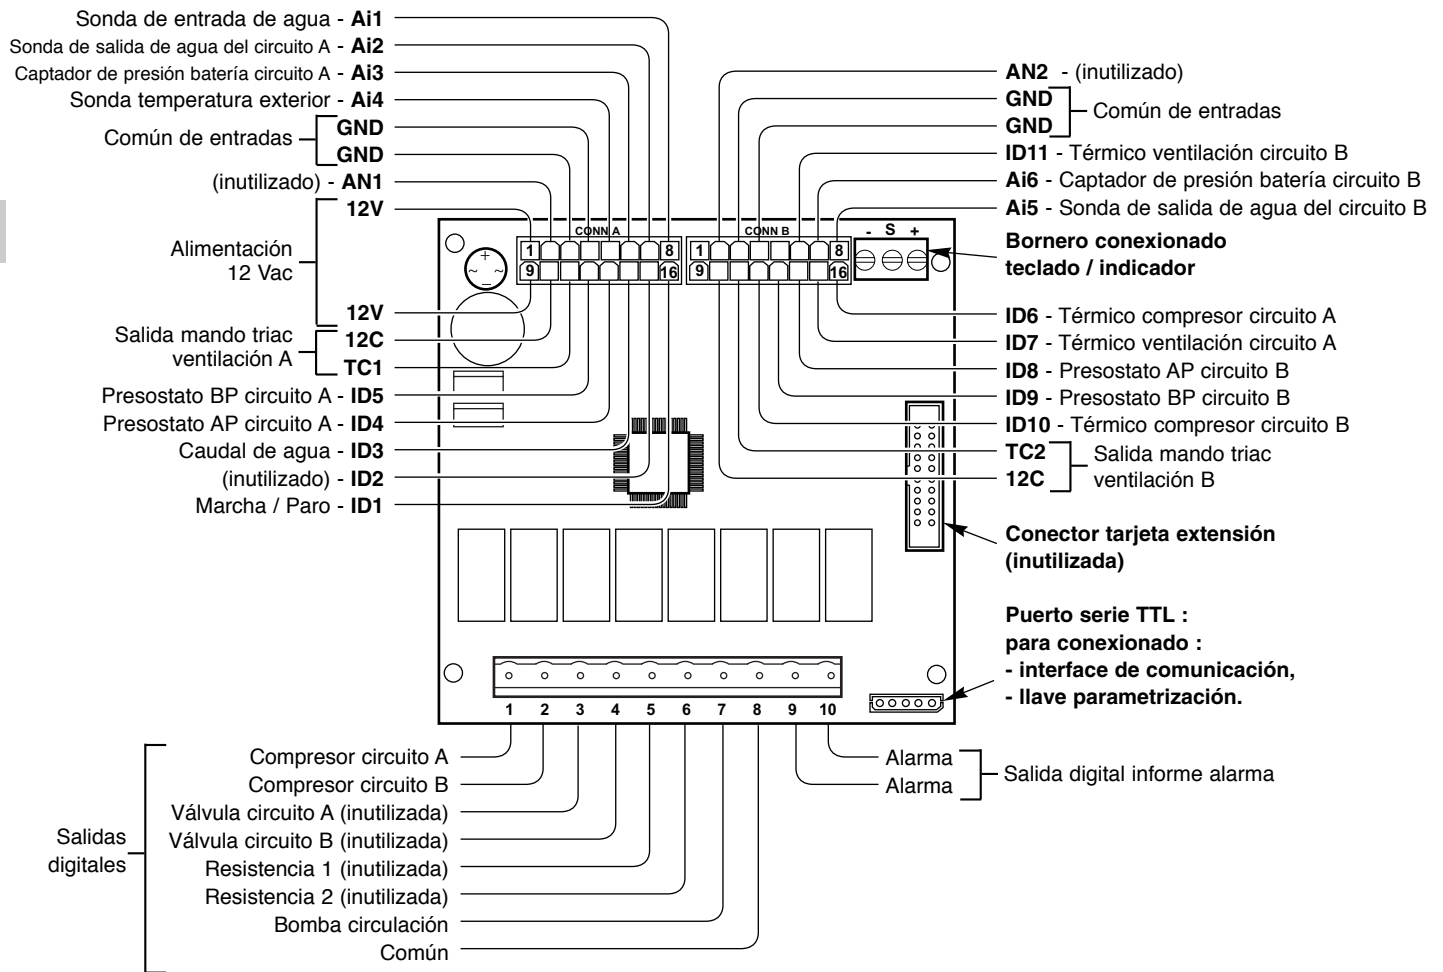 Sonda de entrada de agua - Ai1
Sonda de salida de agua del circuito A - Ai2
Captador de presión batería circuito A - Ai3
Sonda temperatura exterior - Ai4
Común de entradas
GND
GND
(inutilizado) - AN1
12V
Alimentación
12 Vac
12V
Salida mando triac
ventilación A
12C
TC1
Presostato BP circuito A - ID5
Presostato AP circuito A - ID4
Caudal de agua - ID3
(inutilizado) - ID2
Marcha / Paro - ID1
AN2 - (inutilizado)
GND
GND
Común de entradas
ID11 - Térmico ventilación circuito B
Ai6 - Captador de presión batería circuito B
Ai5 - Sonda de salida de agua del circuito B
Bornero conexionado
teclado / indicador
ID6 - Térmico compresor circuito A
ID7 - Térmico ventilación circuito A
ID8 - Presostato AP circuito B
ID9 - Presostato BP circuito B
ID10 - Térmico compresor circuito B
TC2
12C
Salida mando triac
ventilación B
Conector tarjeta extensión
(inutilizada)
Puerto serie TTL :
para conexionado :
- interface de comunicación,
- llave parametrización.
CONN A
1 8
9 16
CONN B
1 8
9 16
- S +
+
~ ~
−
1 2 3 4 5 6 7 8 9 10
Salidas
digitales
Compresor circuito A
Compresor circuito B
Válvula circuito A (inutilizada)
Válvula circuito B (inutilizada)
Resistencia 1 (inutilizada)
Resistencia 2 (inutilizada)
Bomba circulación
Común
Alarma
Alarma
Salida digital informe alarma